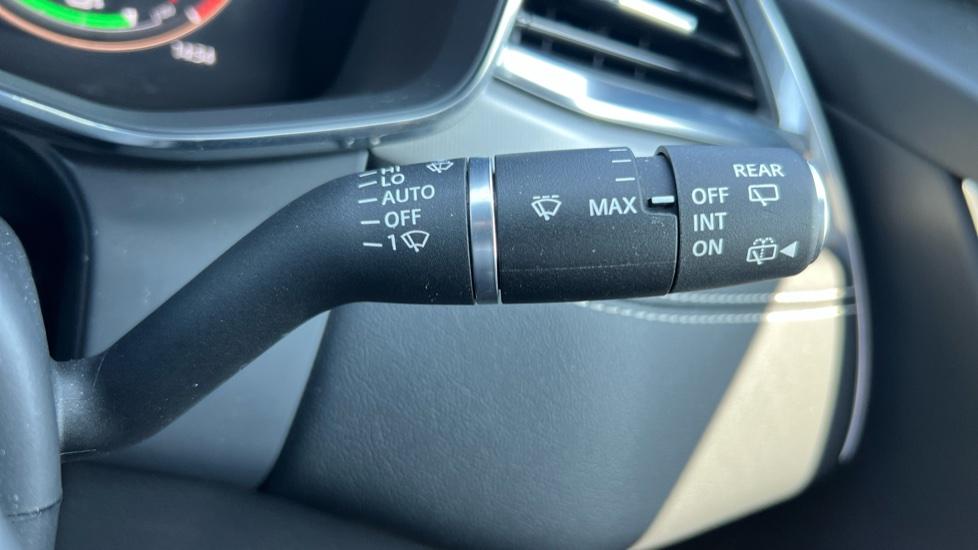 HI
LO
AUTO
OFF
1
MAX
REAR
OFF
INT
ON